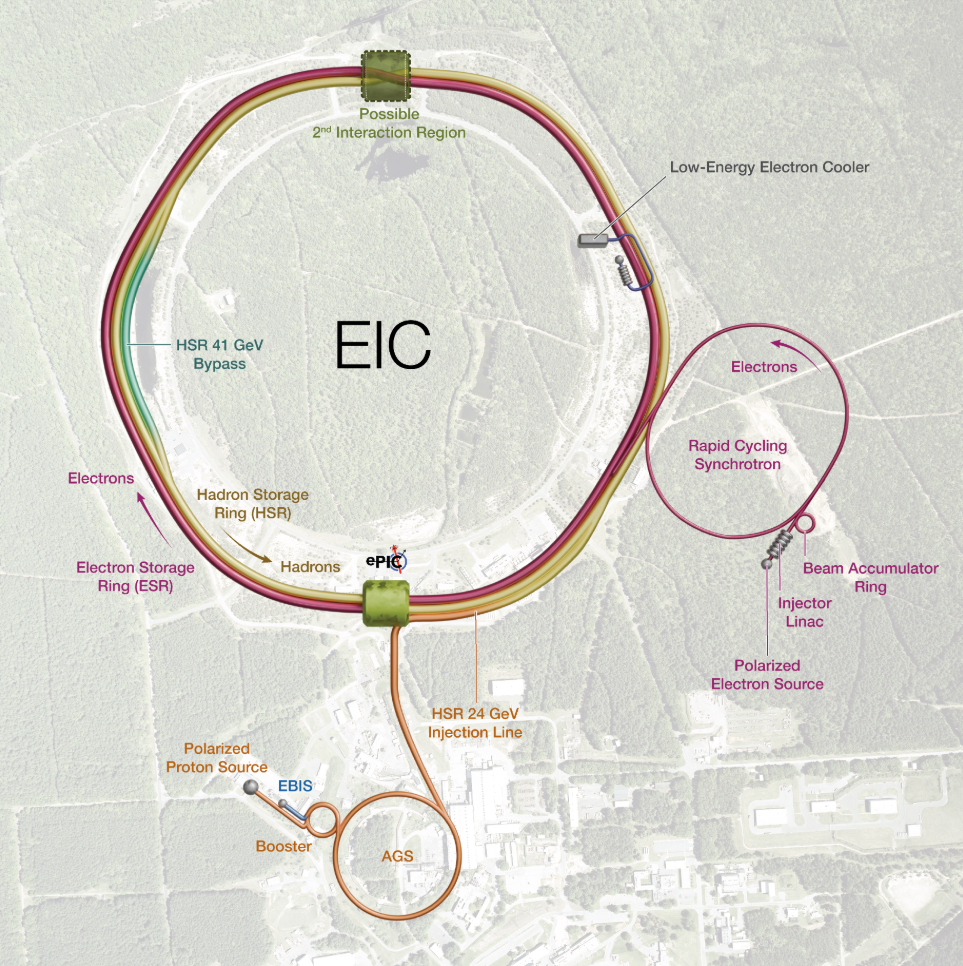 Possible
2nd Interaction Region
Low-Energy Electron Cooler
EIC
HSR 41 GeV
Bypass
Electrons
Rapid Cycling
Synchrotron
Electrons
Hadron Storage
Ring (HSR)
ePIC
Hadrons
Electron Storage
Ring (ESR)
Beam Accumulator
Ring
Injector
Linac
Polarized
Electron Source
HSR 24 GeV
Injection Line
Polarized
Proton Source
EBIS
Booster
AGS